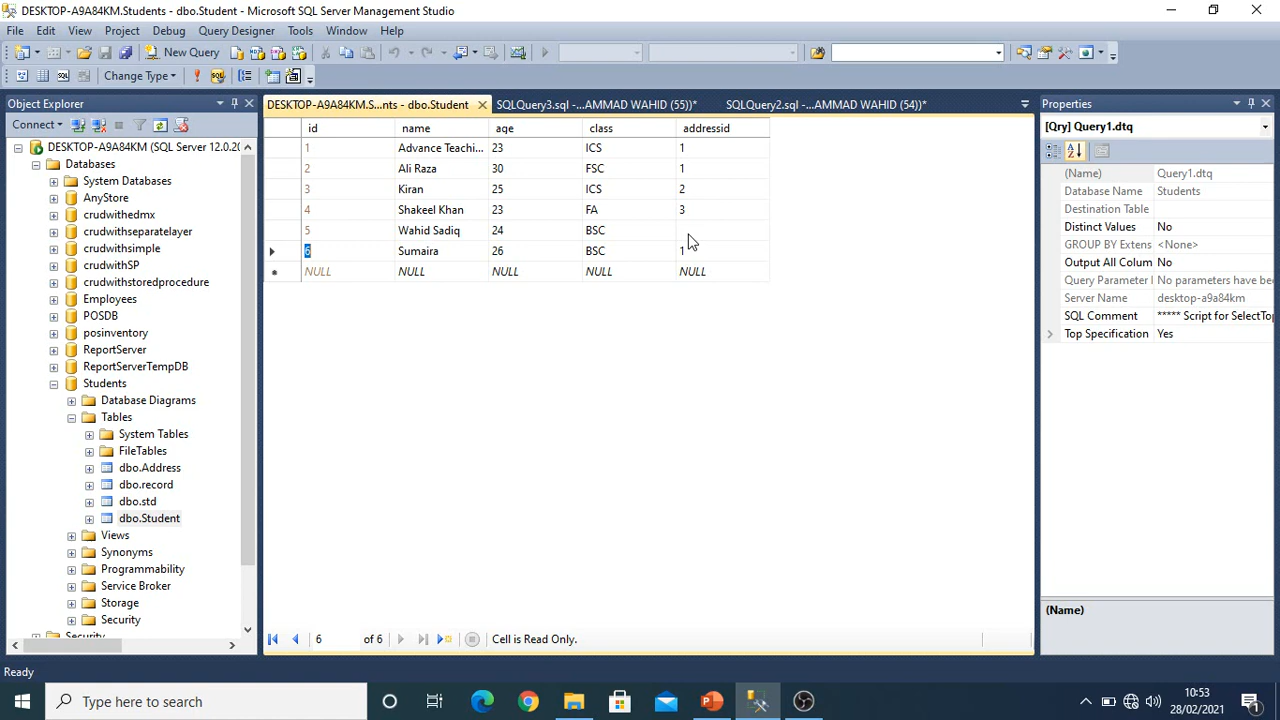 DESKTOP-A9A84KM.Students - dbo.Student - Microsoft SQL Server Management Studio
File Edit View Project Debug Query Designer Tools Window Help
New Query
Change Type
Object Explorer
Connect
DESKTOP-A9A84KM (SQL Server 12.0.20
Databases
System Databases
AnyStore
crudwithedmx
crudwithseparatelayer
crudwithsimple
crudwithSP
crudwithstoredprocedure
Employees
POSDB
posinventory
ReportServer
ReportServerTempDB
Students
Database Diagrams
Tables
System Tables
FileTables
dbo.Address
dbo.record
dbo.std
dbo.Student
Views
Synonyms
Programmability
Service Broker
Storage
Security
Security
DESKTOP-A9A84KM.S...nts - dbo.Student SQLQuery3.sql -...AMMAD WAHID (55))* SQLQuery2.sql -...AMMAD WAHID (54))*
id name age class addressid
1 Advance Teachi... 23 ICS 1
2 Ali Raza 30 FSC 1
3 Kiran 25 ICS 2
4 Shakeel Khan 23 FA 3
5 Wahid Sadiq 24 BSC
6 Sumaira 26 BSC 1
NULL NULL NULL NULL NULL
6 of 6 Cell is Read Only.
Properties
[Qry] Query1.dtq
(Name) Query1.dtq
Database Name Students
Destination Table
Distinct Values No
GROUP BY Extens <None>
Output All Colum No
Query Parameter I No parameters have bee
Server Name desktop-a9a84km
SQL Comment ***** Script for SelectTop
Top Specification Yes
(Name)
Ready
Type here to search
10:53
28/02/2021
1